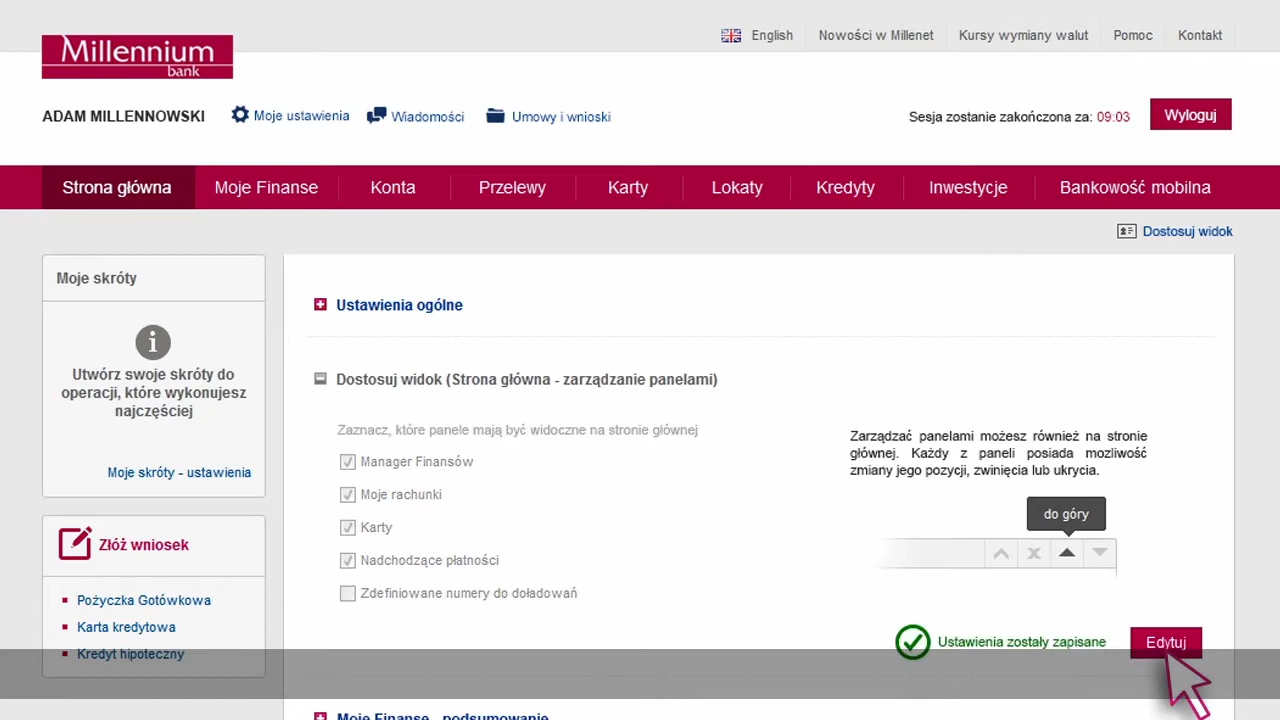 English
Nowości w Millenet
Kursy wymiany walut
Pomoc
Kontakt
Millennium
bank
ADAM MILLENNOWSKI
Moje ustawienia
Wiadomości
Umowy i wnioski
Sesja zostanie zakończona za: 09:03
Wyloguj
Strona główna
Moje Finanse
Konta
Przelewy
Karty
Lokaty
Kredyty
Inwestycje
Bankowość mobilna
Dostosuj widok
Moje skróty
Utwórz swoje skróty do
operacji, które wykonujesz
najczęściej
Moje skróty - ustawienia
Złóż wniosek
Pożyczka Gotówkowa
Karta kredytowa
Kredyt hipoteczny
Ustawienia ogólne
Dostosuj widok (Strona główna - zarządzanie panelami)
Zaznacz, które panele mają być widoczne na stronie głównej
Manager Finansów
Moje rachunki
Karty
Nadchodzące płatności
Zdefiniowane numery do doładowań
Zarządzać panelami możesz również na stronie
głównej. Każdy z paneli posiada mozliwość
zmiany jego pozycji, zwinięcia lub ukrycia.
do góry
Ustawienia zostały zapisane
Edytuj
Moje Finanse - podsumowanie